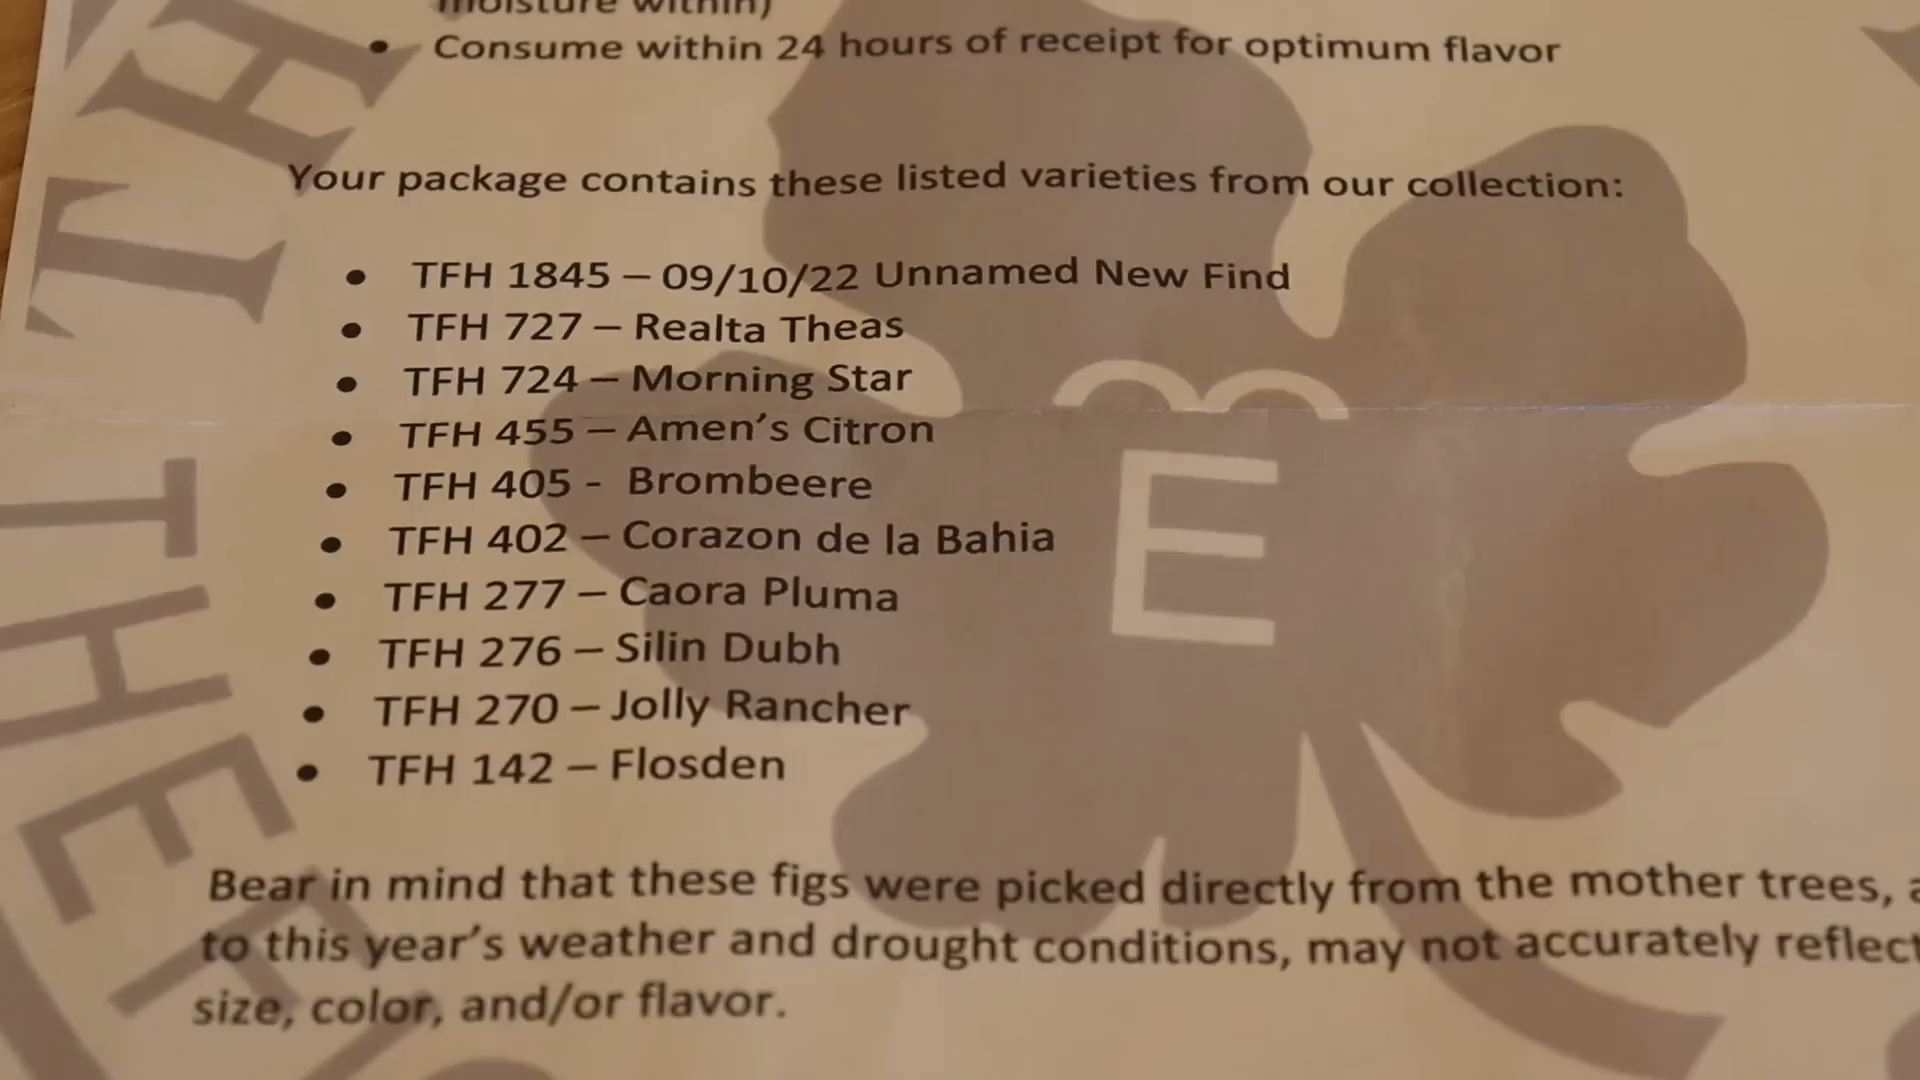 moisture within)
• Consume within 24 hours of receipt for optimum flavor
Your package contains these listed varieties from our collection:
• TFH 1845 – 09/10/22 Unnamed New Find
• TFH 727 – Realta Theas
• TFH 724 – Morning Star
• TFH 455 – Amen's Citron
• TFH 405 - Brombeere
• TFH 402 – Corazon de la Bahia
• TFH 277 – Caora Pluma
• TFH 276 – Silin Dubh
• TFH 270 – Jolly Rancher
• TFH 142 – Flosden
Bear in mind that these figs were picked directly from the mother trees,
to this year's weather and drought conditions, may not accurately reflect
size, color, and/or flavor.
E
TH
THE